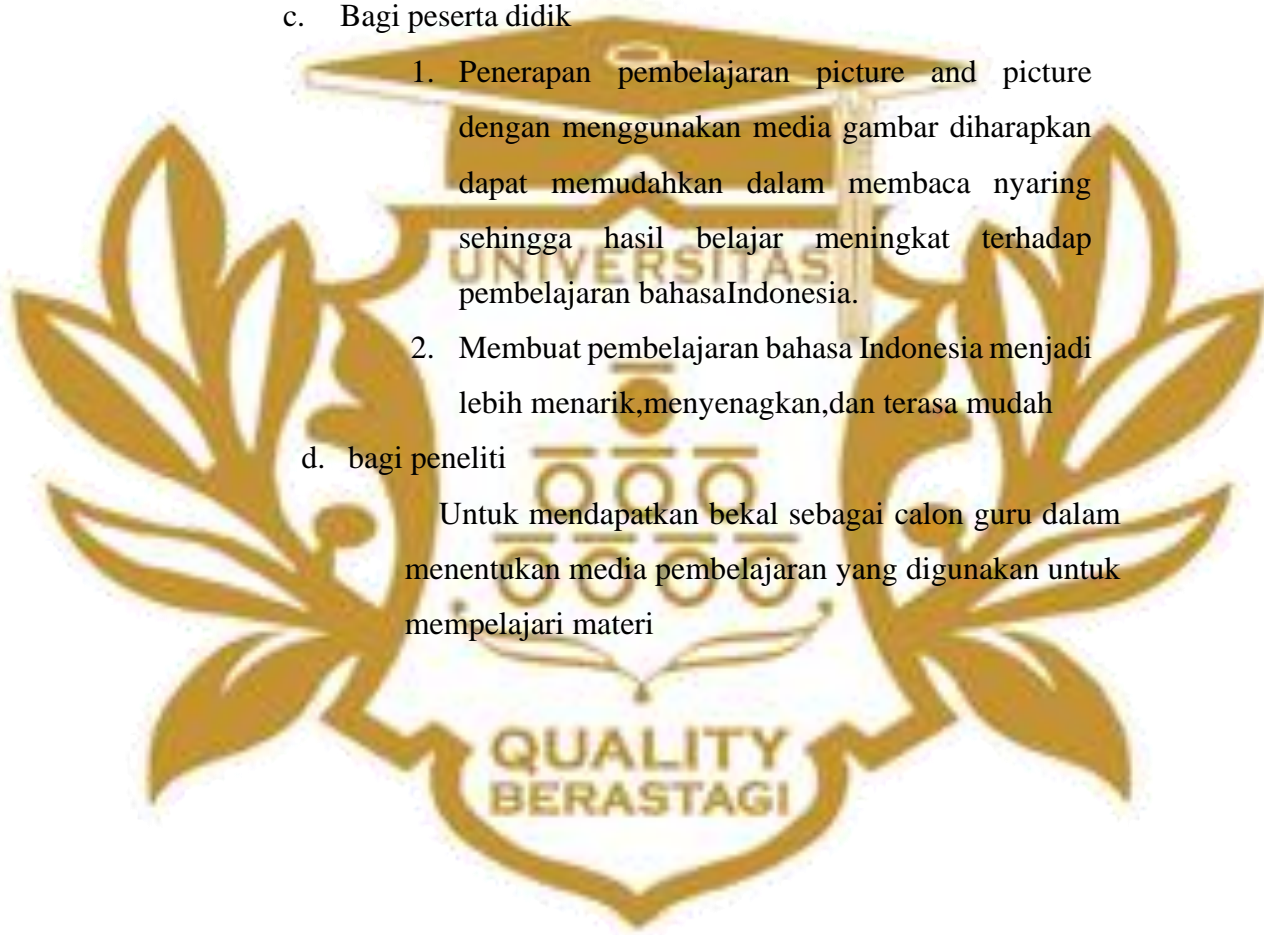 c. Bagi peserta didik
1. Penerapan pembelajaran picture and picture
dengan menggunakan media gambar diharapkan
dapat memudahkan dalam membaca nyaring
sehingga hasil belajar meningkat terhadap
UNIVERSITAS
pembelajaran bahasaIndonesia.
2. Membuat pembelajaran bahasa Indonesia menjadi
lebih menarik,menyenagkan,dan terasa mudah
d. bagi peneliti
Untuk mendapatkan bekal sebagai calon guru dalam
menentukan media pembelajaran yang digunakan untuk
mempelajari materi
QUALITY
BERASTAGI